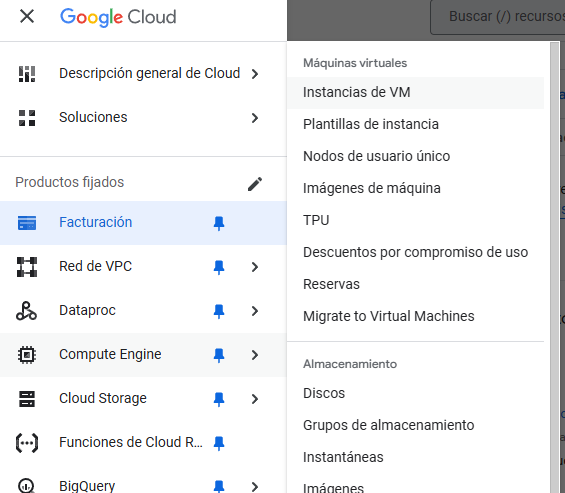 Google Cloud
Buscar (/) recursos
Descripción general de Cloud
Soluciones
Productos fijados
Facturación
Red de VPC
Dataproc
Compute Engine
Cloud Storage
Funciones de Cloud R...
BigQuery
Máquinas virtuales
Instancias de VM
Plantillas de instancia
Nodos de usuario único
Imágenes de máquina
TPU
Descuentos por compromiso de uso
Reservas
Migrate to Virtual Machines
Almacenamiento
Discos
Grupos de almacenamiento
Instantáneas
Imágenes